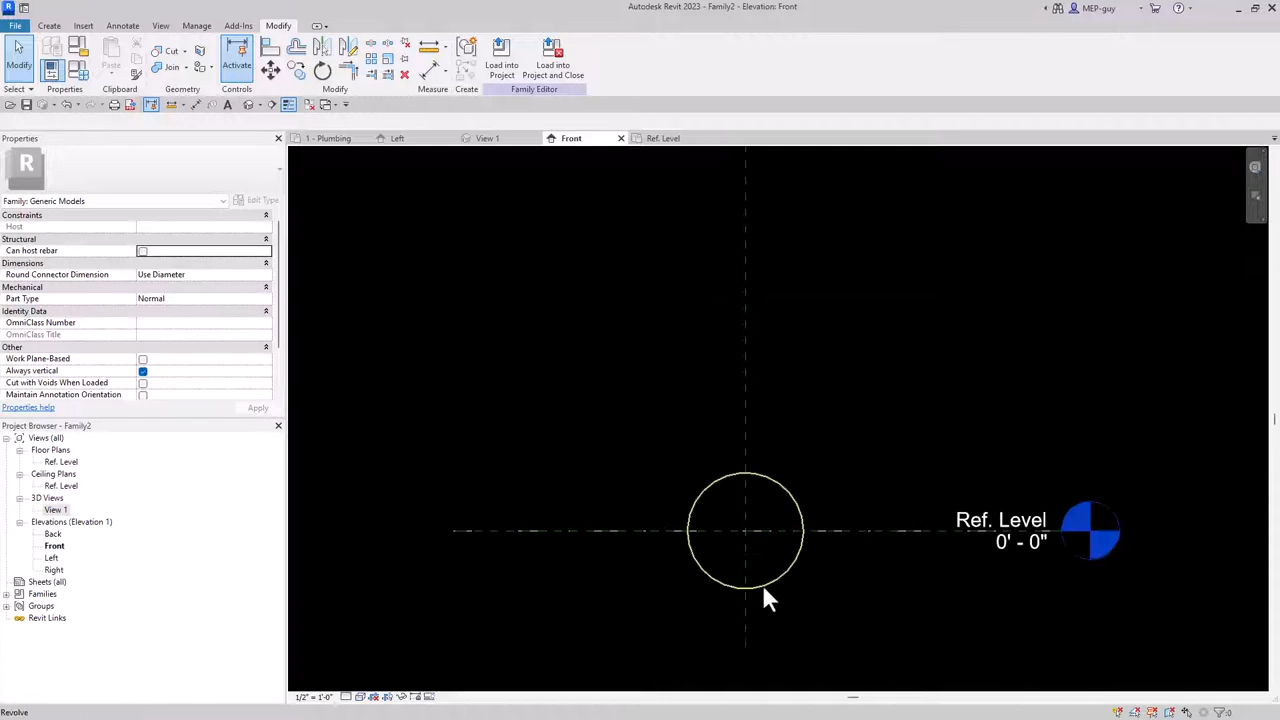 Autodesk Revit 2023 - Family2 - Elevation: Front
MEP-guy
File Create Insert Annotate View Manage Add-Ins Modify
Modify
Paste
Cut
Join
Activate
Load into Project
Load into Project and Close
Select Properties Clipboard Geometry Controls Modify Measure Create Family Editor
Properties
1 - Plumbing
Left
View 1
Front
Ref. Level
Family: Generic Models
Edit Type
Constraints
Host
Structural
Can host rebar
Dimensions
Round Connector Dimension Use Diameter
Mechanical
Part Type Normal
Identity Data
OmniClass Number
OmniClass Title
Other
Work Plane-Based
Always vertical
Cut with Voids When Loaded
Maintain Annotation Orientation
Properties help
Apply
Project Browser - Family2
Views (all)
Floor Plans
Ref. Level
Ceiling Plans
Ref. Level
3D Views
View 1
Elevations (Elevation 1)
Back
Front
Left
Right
Sheets (all)
Families
Groups
Revit Links
Ref. Level
0' - 0"
1/2" = 1'-0"
Revolve
:0